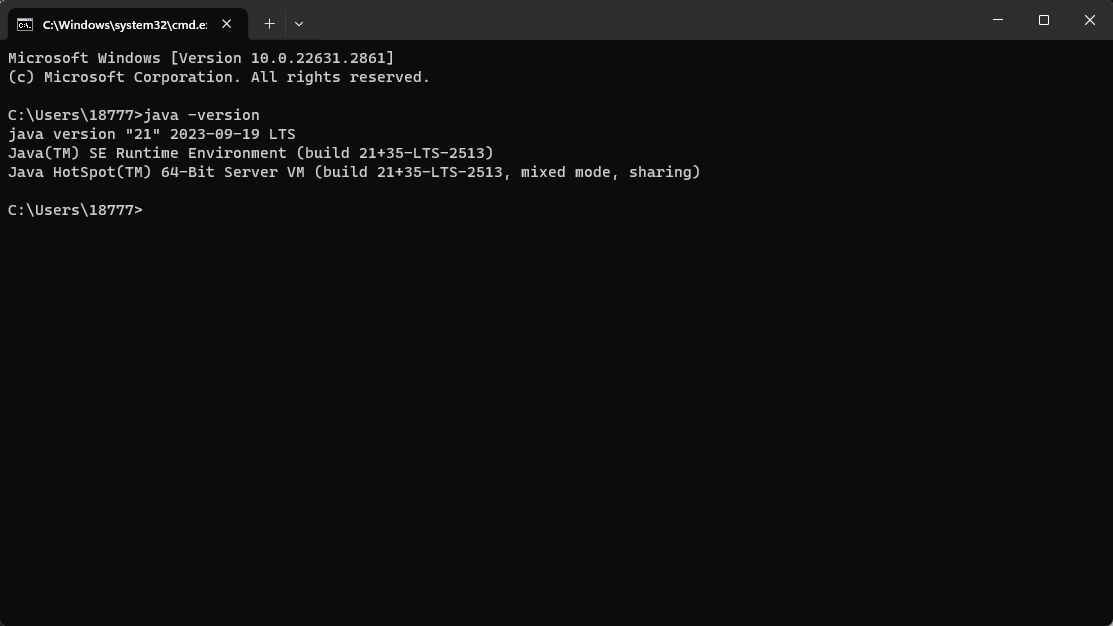 C:\Windows\system32\cmd.e
Microsoft Windows [Version 10.0.22631.2861]
(c) Microsoft Corporation. All rights reserved.
C:\Users\18777>java -version
java version "21" 2023-09-19 LTS
Java(TM) SE Runtime Environment (build 21+35-LTS-2513)
Java HotSpot(TM) 64-Bit Server VM (build 21+35-LTS-2513, mixed mode, sharing)
C:\Users\18777>